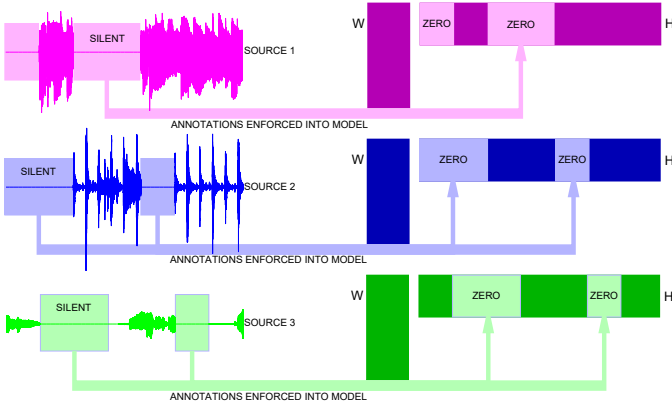 W H
ZERO ZERO
SILENT
SOURCE 1
ANNOTATIONS ENFORCED INTO MODEL
W H
ZERO ZERO
SILENT
SOURCE 2
ANNOTATIONS ENFORCED INTO MODEL
W H
ZERO ZERO
SILENT
SOURCE 3
ANNOTATIONS ENFORCED INTO MODEL